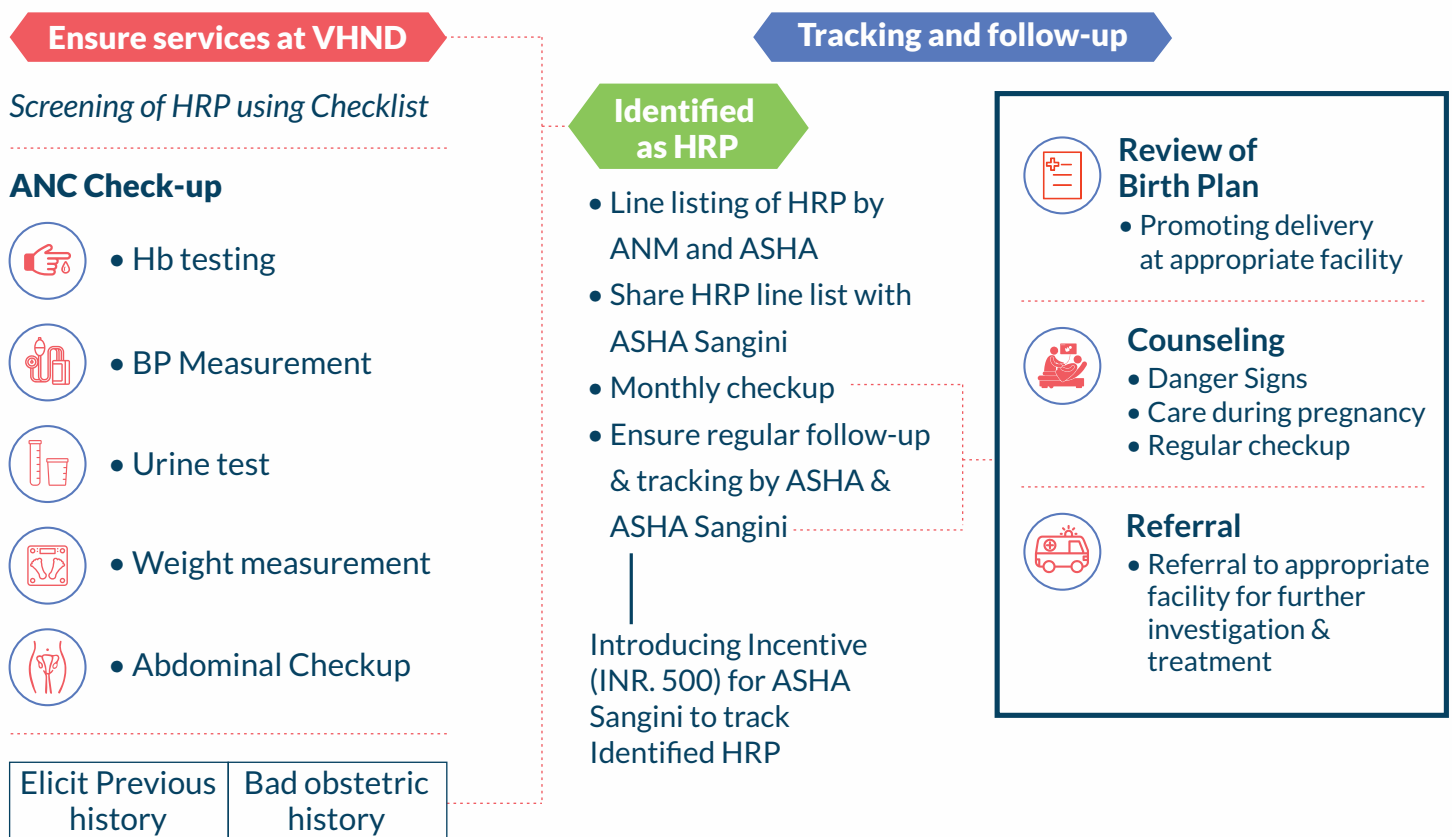 Ensure services at VHND
Screening of HRP using Checklist
ANC Check-up
• Hb testing
• BP Measurement
• Urine test
• Weight measurement
• Abdominal Checkup
Elicit Previous
history
Bad obstetric
history
Tracking and follow-up
Identified
as HRP
• Line listing of HRP by
ANM and ASHA
• Share HRP line list with
ASHA Sangini
• Monthly checkup
• Ensure regular follow-up
& tracking by ASHA &
ASHA Sangini
Introducing Incentive
(INR. 500) for ASHA
Sangini to track
Identified HRP
Review of
Birth Plan
• Promoting delivery
at appropriate facility
Counseling
• Danger Signs
• Care during pregnancy
• Regular checkup
Referral
• Referral to appropriate
facility for further
investigation &
treatment